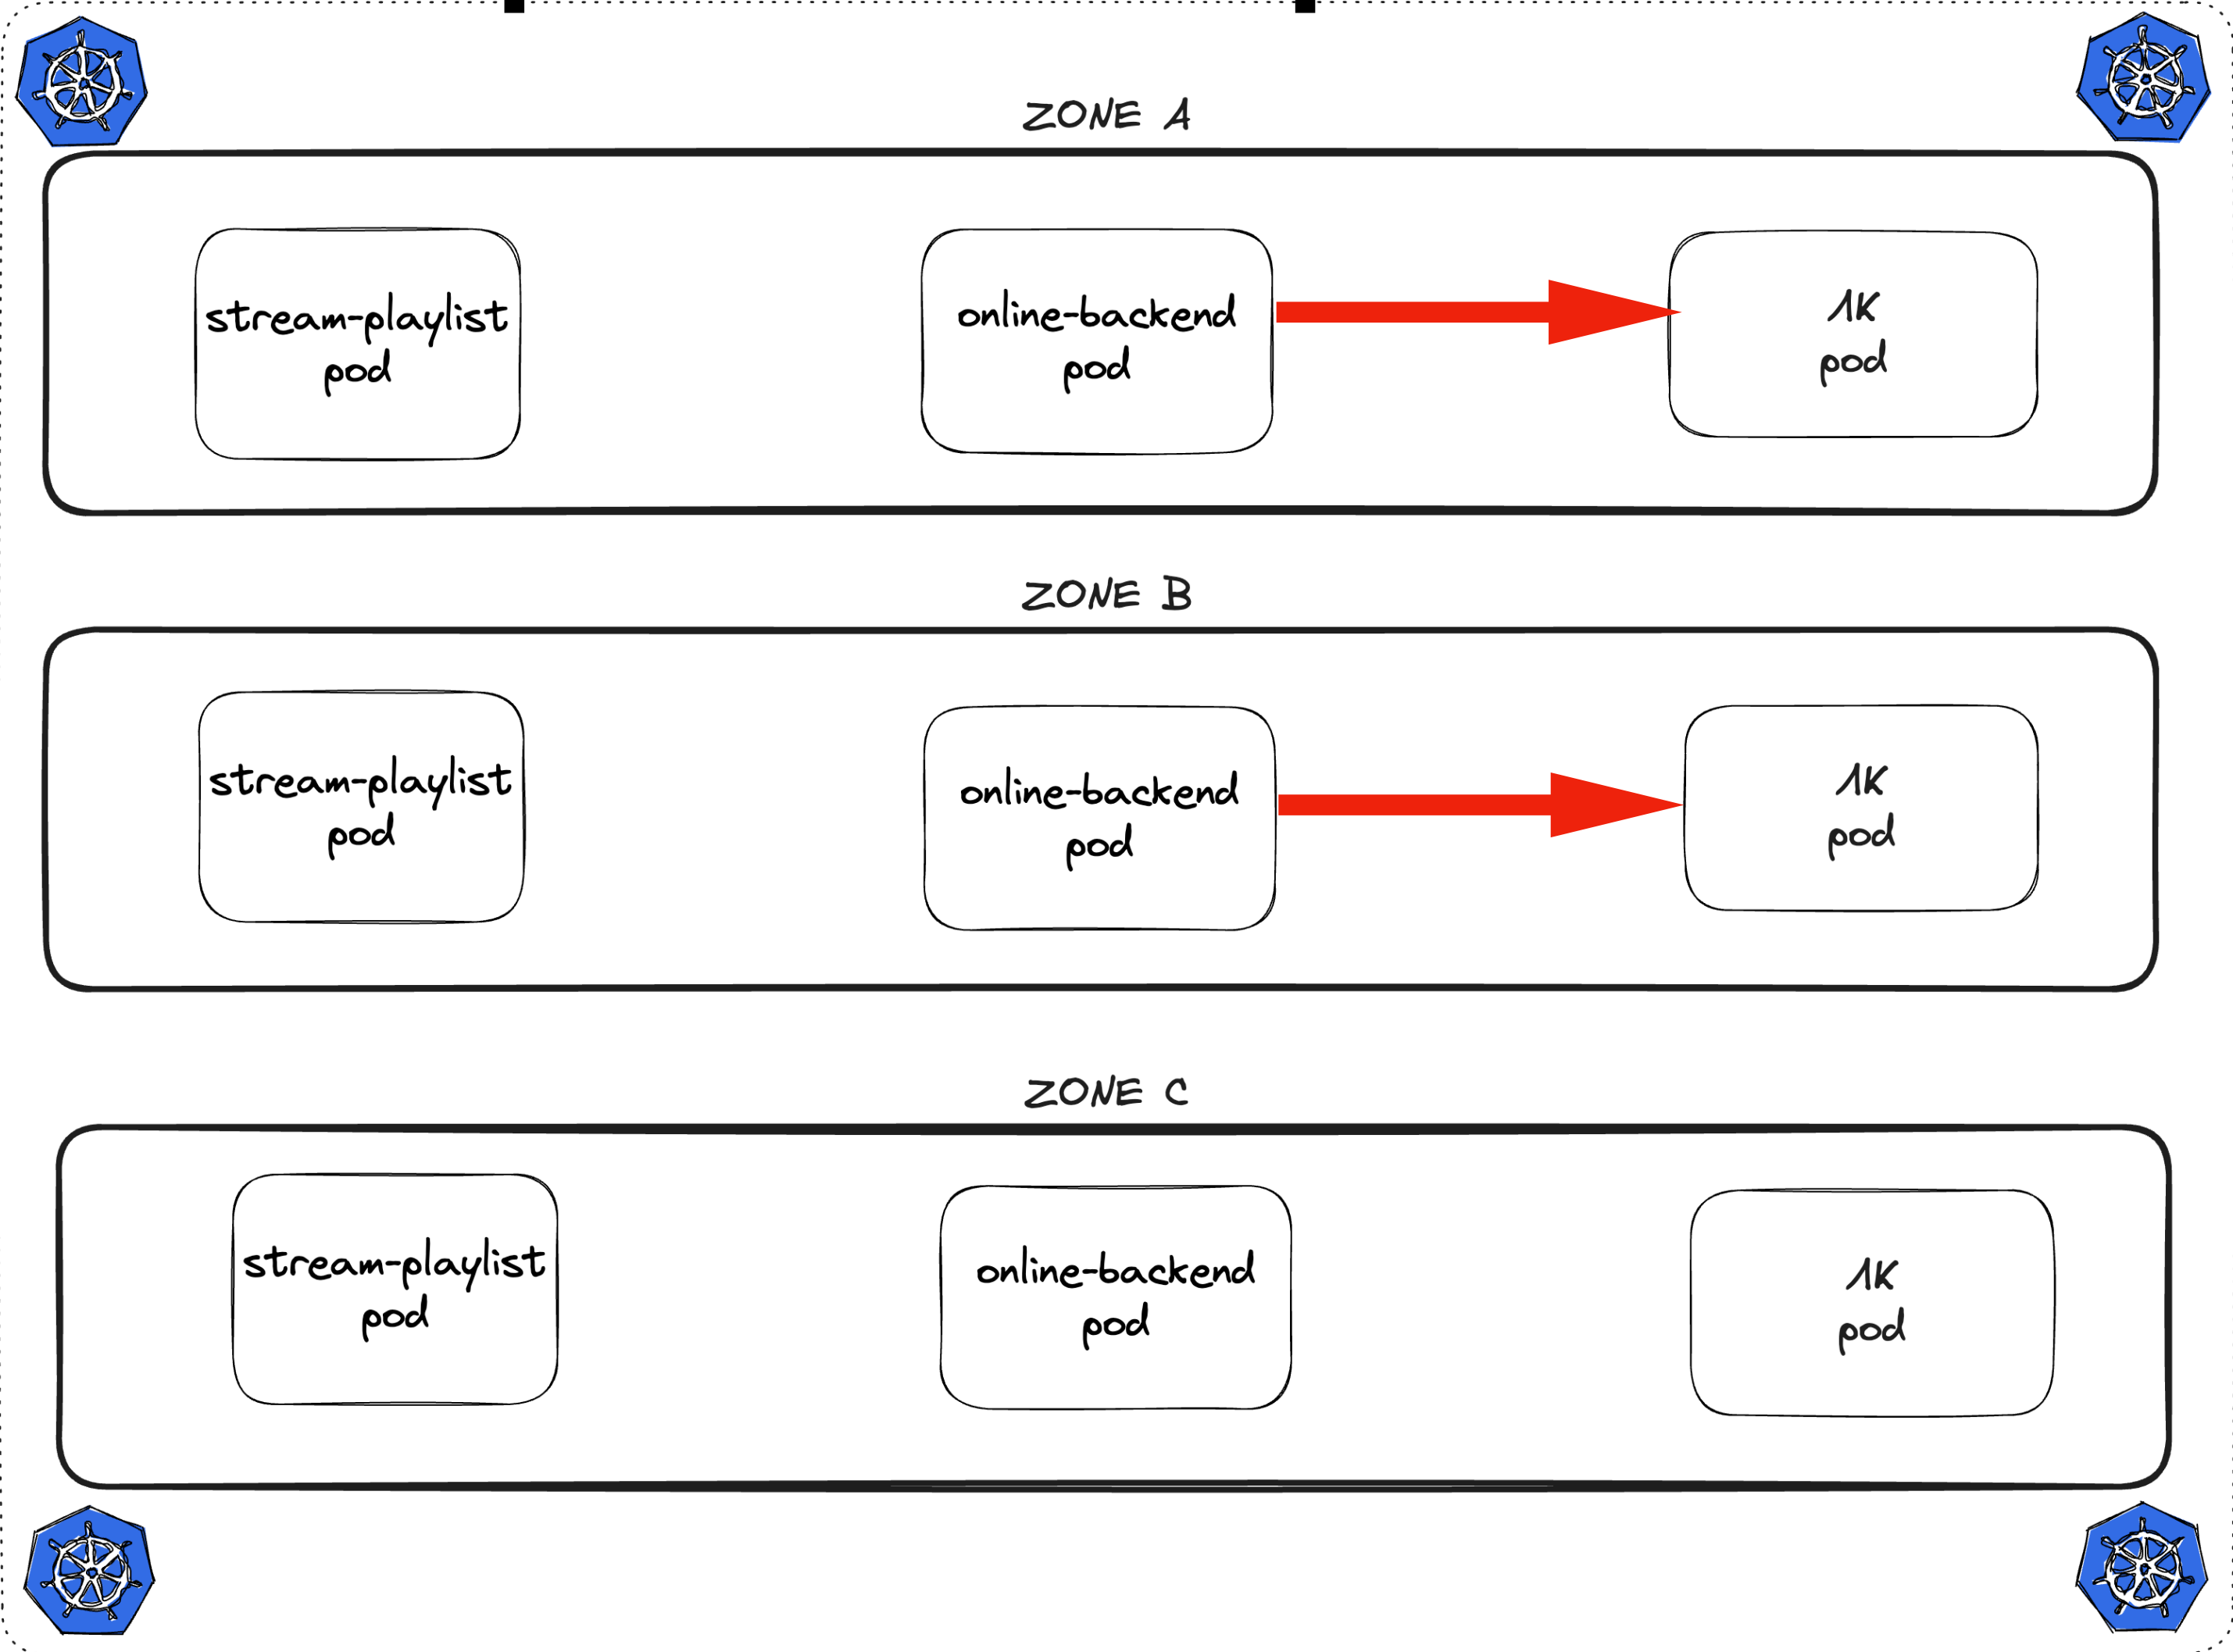 ZONE A
stream-playlist
pod
online-backend
pod
1K
pod
ZONE B
stream-playlist
pod
online-backend
pod
1K
pod
ZONE C
stream-playlist
pod
online-backend
pod
1K
pod